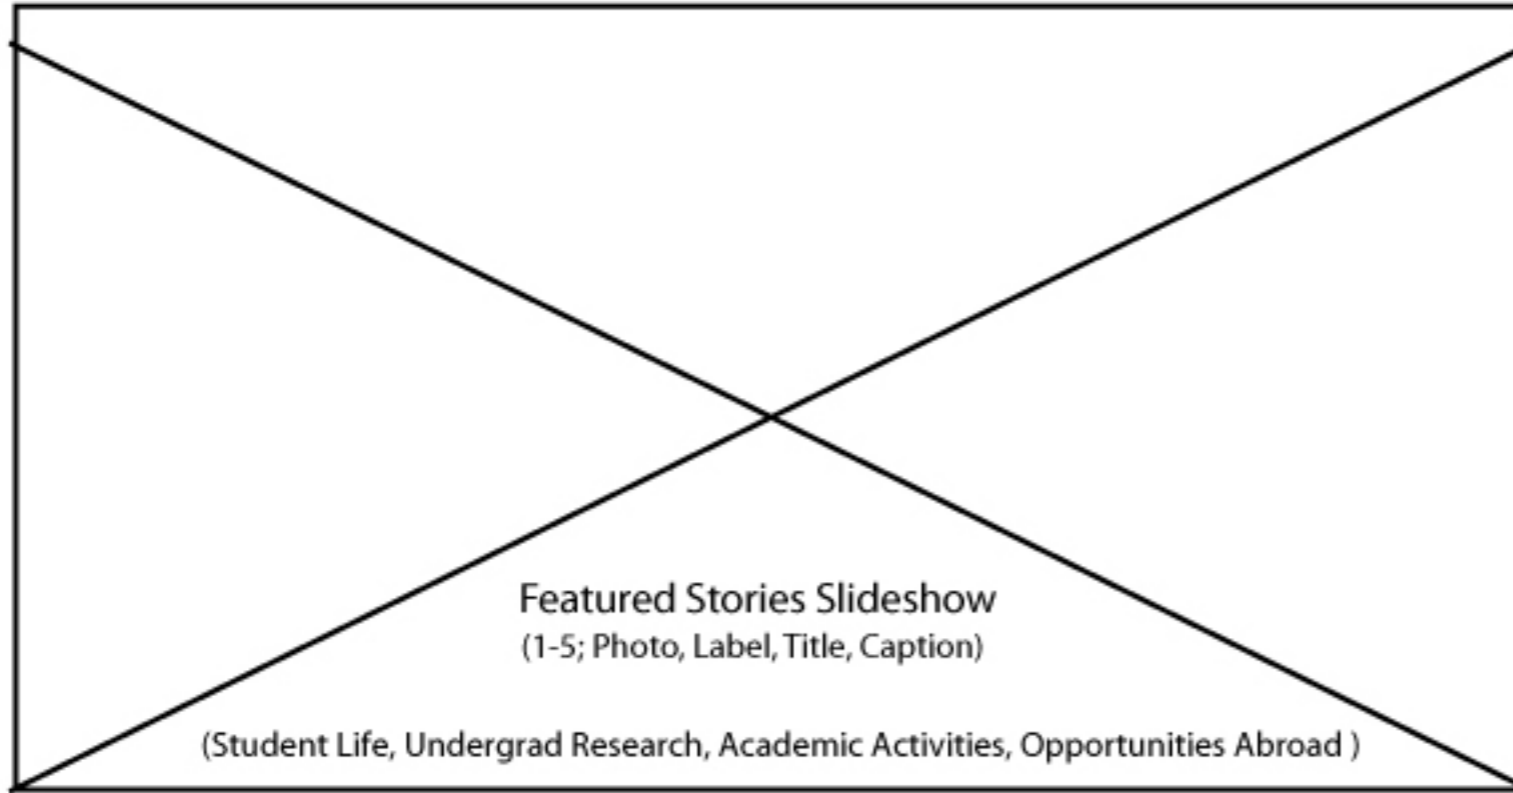 Featured Stories Slideshow
(1-5; Photo, Label, Title, Caption)
(Student Life, Undergrad Research, Academic Activities, Opportunities Abroad )